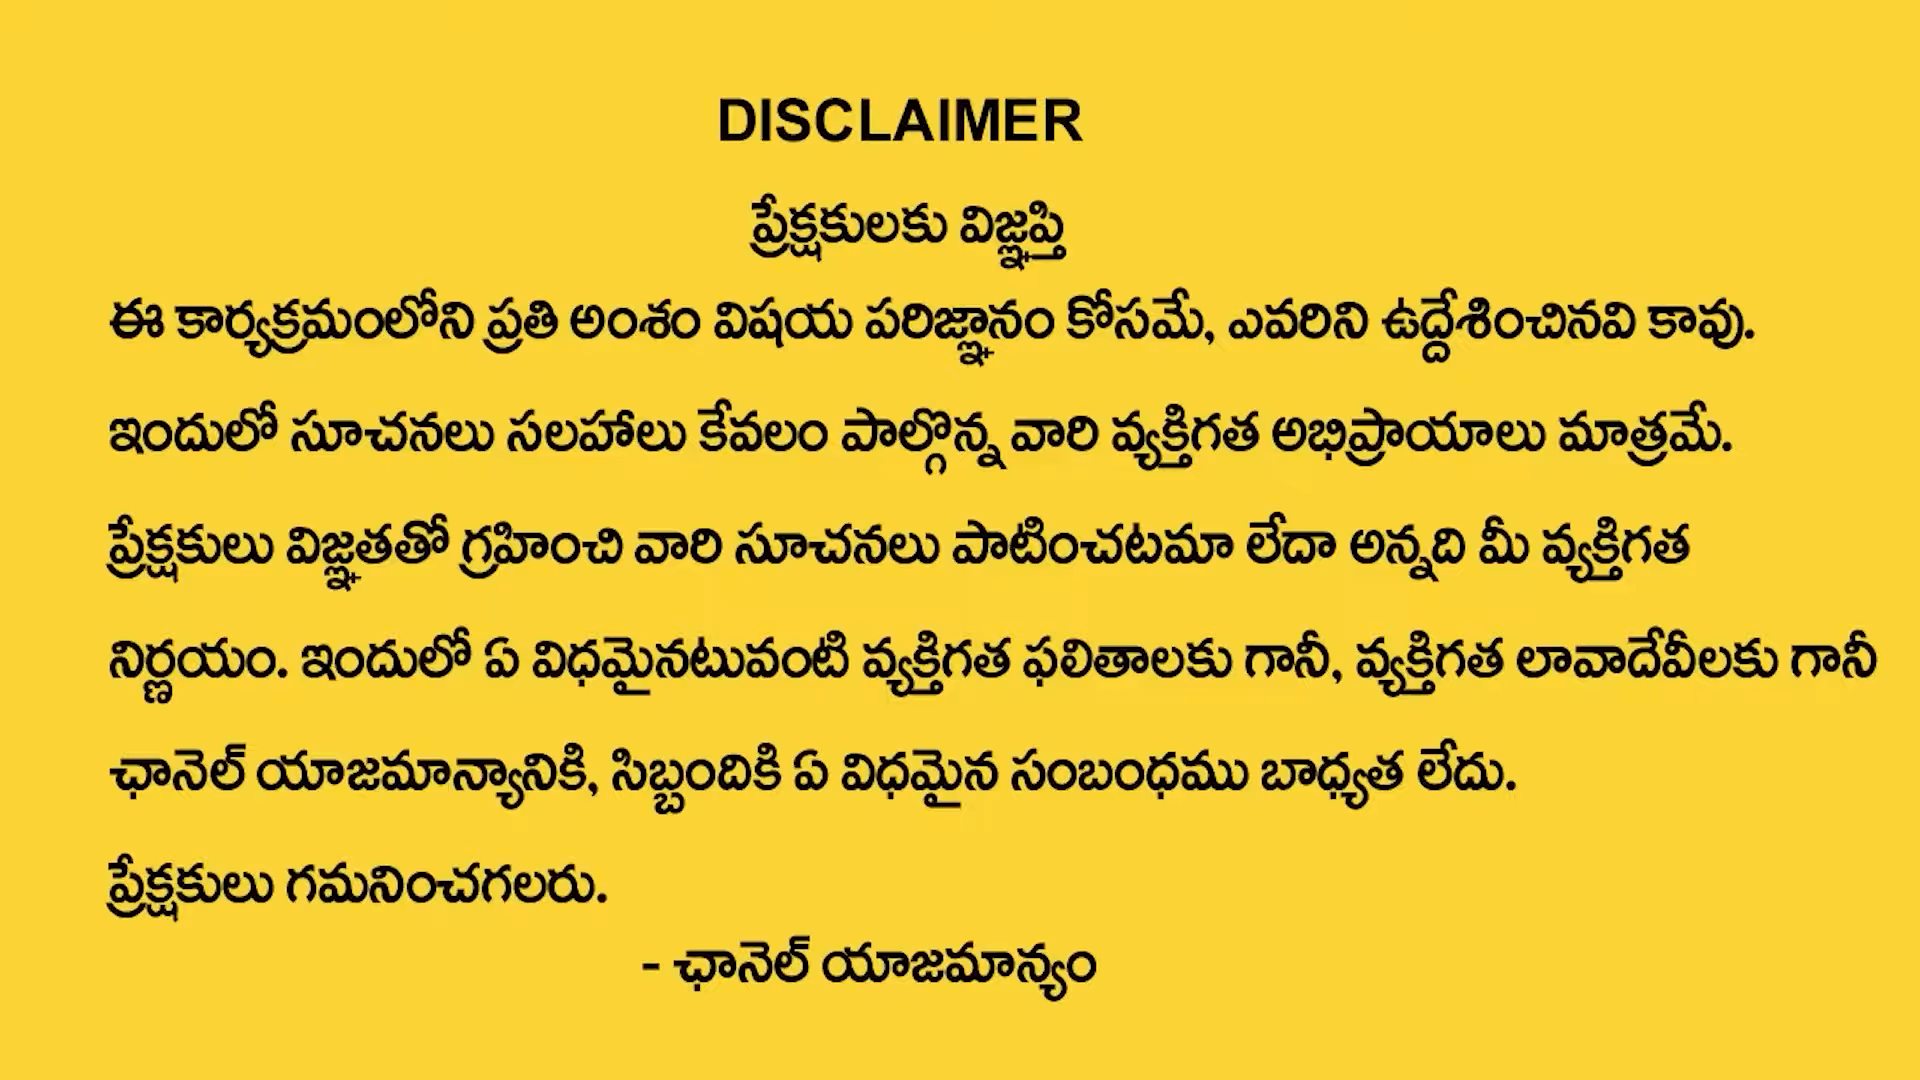 DISCLAIMER
ప్రేక్షకులకు విజ్ఞప్తి
ఈ కార్యక్రమంలోని ప్రతి అంశం విషయ పరిజ్ఞానం కోసమే, ఎవరిని ఉద్దేశించినవి కావు.
ఇందులో సూచనలు సలహాలు కేవలం పాల్గొన్న వారి వ్యక్తిగత అభిప్రాయాలు మాత్రమే.
ప్రేక్షకులు విజ్ఞతతో గ్రహించి వారి సూచనలు పాటించటమా లేదా అన్నది మీ వ్యక్తిగత
నిర్ణయం. ఇందులో ఏ విధమైనటువంటి వ్యక్తిగత ఫలితాలకు గానీ, వ్యక్తిగత లావాదేవీలకు గానీ
ఛానెల్ యాజమాన్యానికి, సిబ్బందికి ఏ విధమైన సంబంధము బాధ్యత లేదు.
ప్రేక్షకులు గమనించగలరు.
- ఛానెల్ యాజమాన్యం